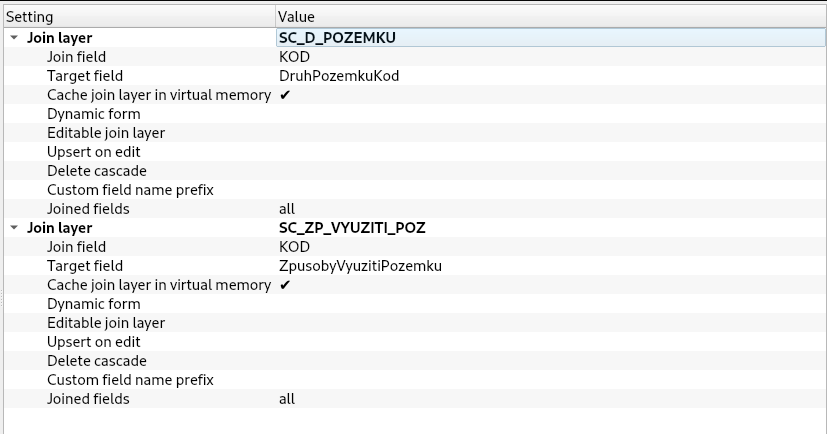 Setting Value
Join layer SC_D_POZEMKU
Join field KOD
Target field DruhPozemkuKod
Cache join layer in virtual memory ✔
Dynamic form
Editable join layer
Upsert on edit
Delete cascade
Custom field name prefix
Joined fields all
Join layer SC_ZP_VYUZITI_POZ
Join field KOD
Target field ZpusobyVyuzitiPozemku
Cache join layer in virtual memory ✔
Dynamic form
Editable join layer
Upsert on edit
Delete cascade
Custom field name prefix
Joined fields all